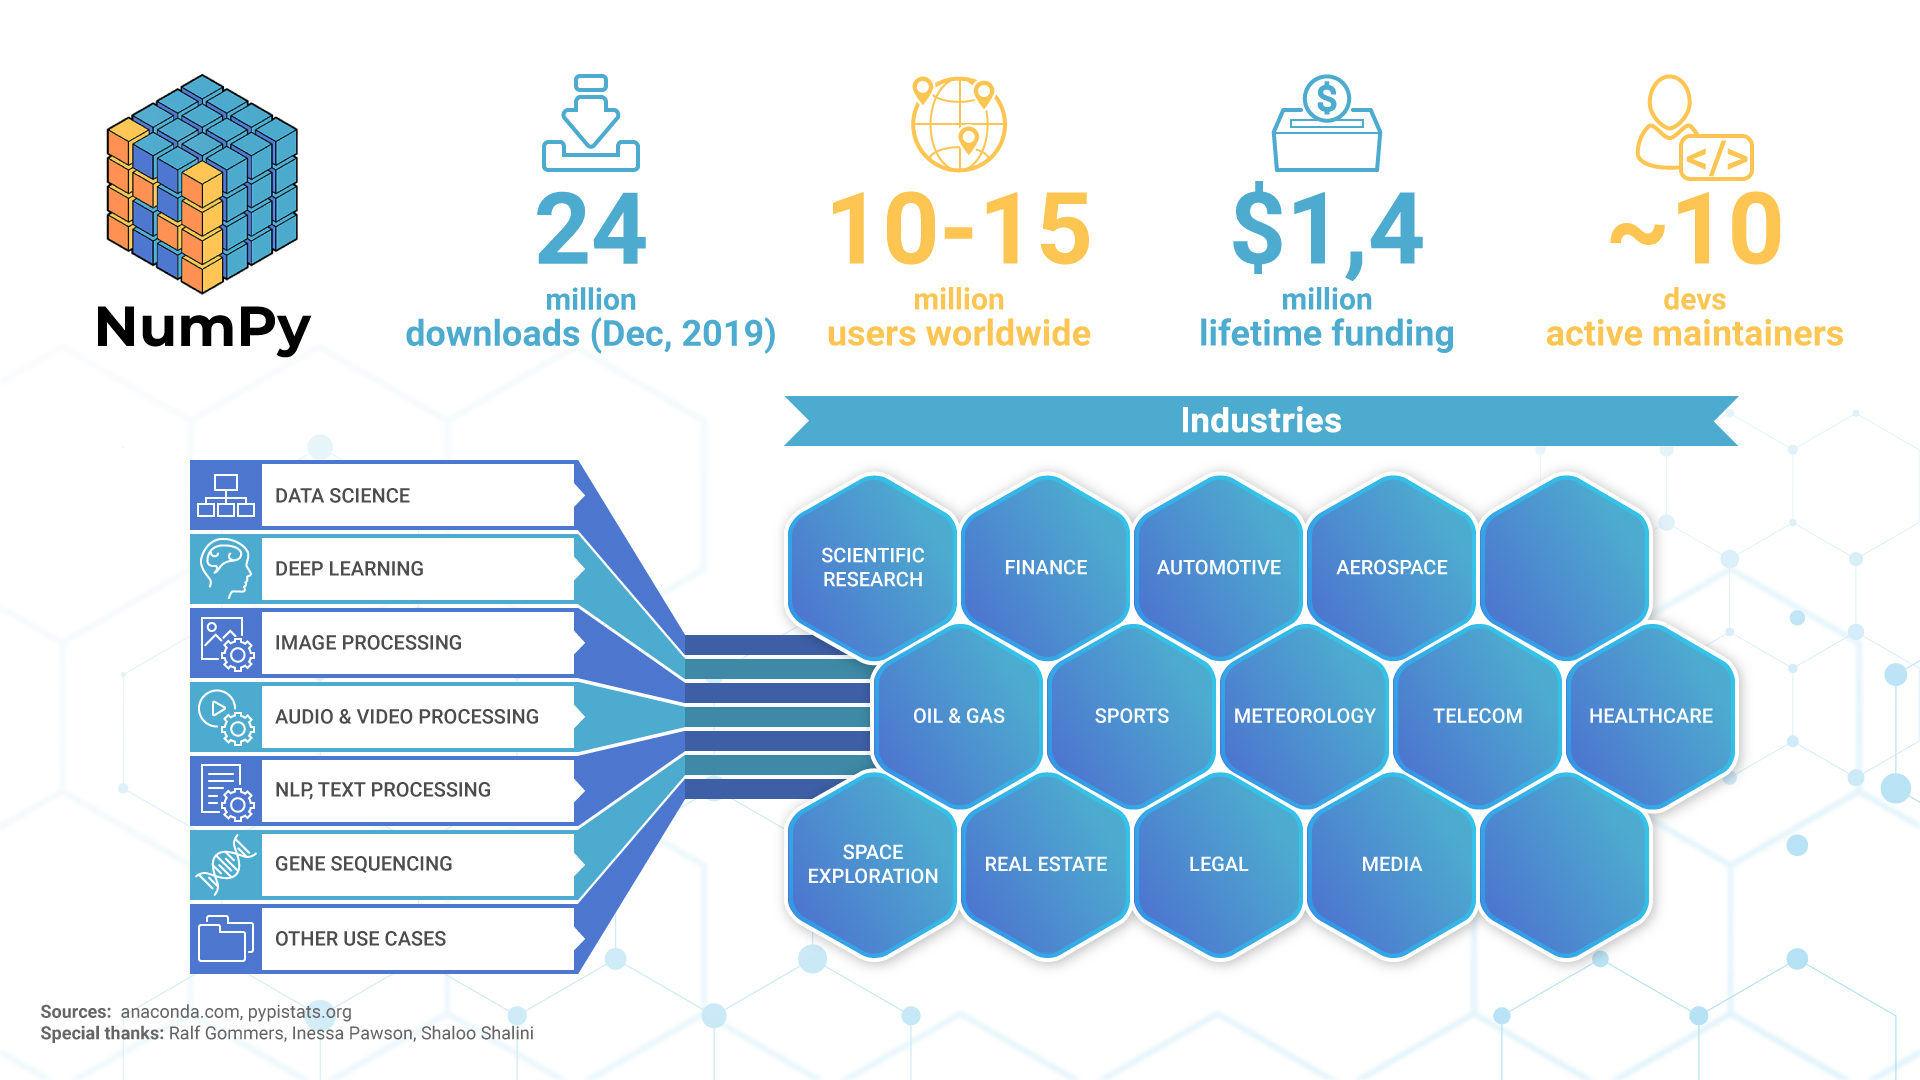 NumPy
24
million
downloads (Dec, 2019)
10-15
million
users worldwide
$
$1,4
million
lifetime funding
</>
~10
devs
active maintainers
Industries
DATA SCIENCE
DEEP LEARNING
IMAGE PROCESSING
AUDIO & VIDEO PROCESSING
NLP, TEXT PROCESSING
GENE SEQUENCING
OTHER USE CASES
SCIENTIFIC
RESEARCH
FINANCE
AUTOMOTIVE
AEROSPACE
OIL & GAS
SPORTS
METEOROLOGY
TELECOM
HEALTHCARE
SPACE
EXPLORATION
REAL ESTATE
LEGAL
MEDIA
Sources: anaconda.com, pypistats.org
Special thanks: Ralf Gommers, Inessa Pawson, Shaloo Shalini